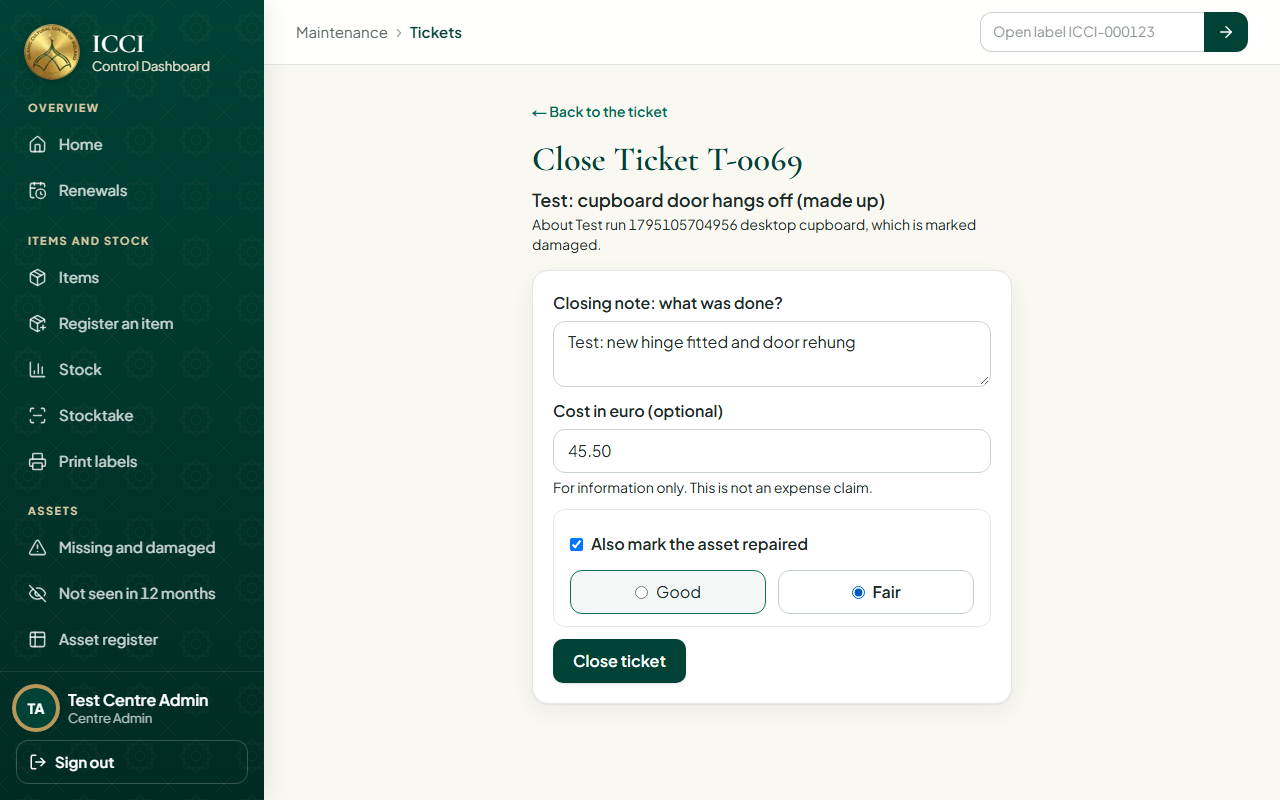 ICCI
Control Dashboard
OVERVIEW
Home
Renewals
ITEMS AND STOCK
Items
Register an item
Stock
Stocktake
Print labels
ASSETS
Missing and damaged
Not seen in 12 months
Asset register
TA
Test Centre Admin
Centre Admin
Sign out
Maintenance › Tickets
Open label ICCI-000123
← Back to the ticket
Close Ticket T-0069
Test: cupboard door hangs off (made up)
About Test run 1795105704956 desktop cupboard, which is marked
damaged.
Closing note: what was done?
Test: new hinge fitted and door rehung
Cost in euro (optional)
45.50
For information only. This is not an expense claim.
Also mark the asset repaired
Good
Fair
Close ticket